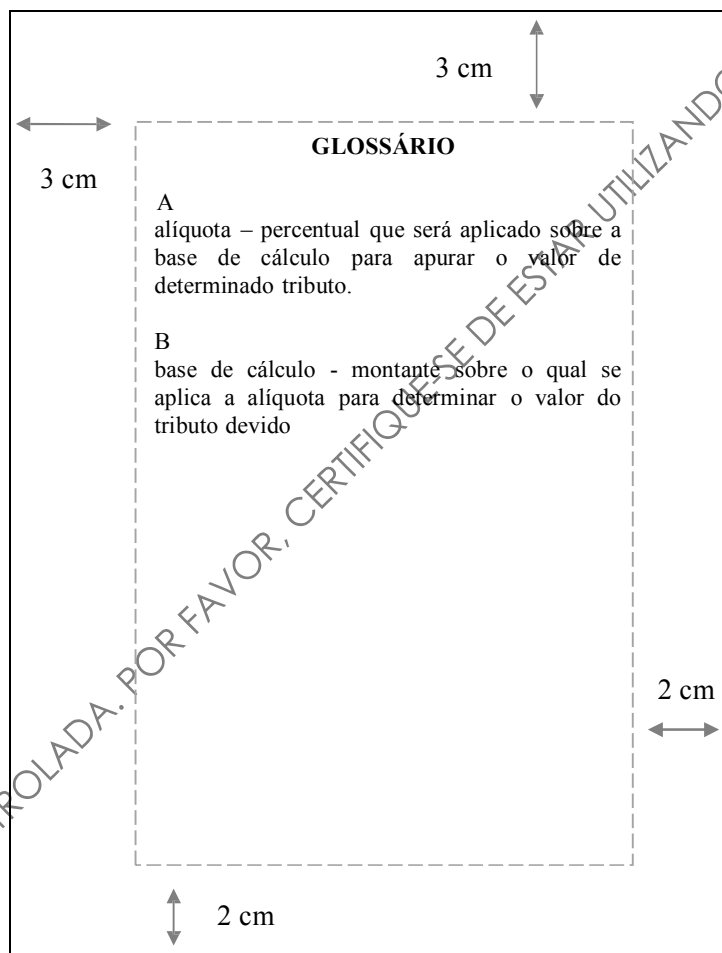 3 cm
3 cm
GLOSSÁRIO
A
alíquota – percentual que será aplicado sobre a
base de cálculo para apurar o valor de
determinado tributo.
B
base de cálculo - montante sobre o qual se
aplica a alíquota para determinar o valor do
tributo devido
2 cm
2 cm
TROLADA. POR FAVOR, CERTIFIQUE-SE DE ESTAR UTILIZANDO